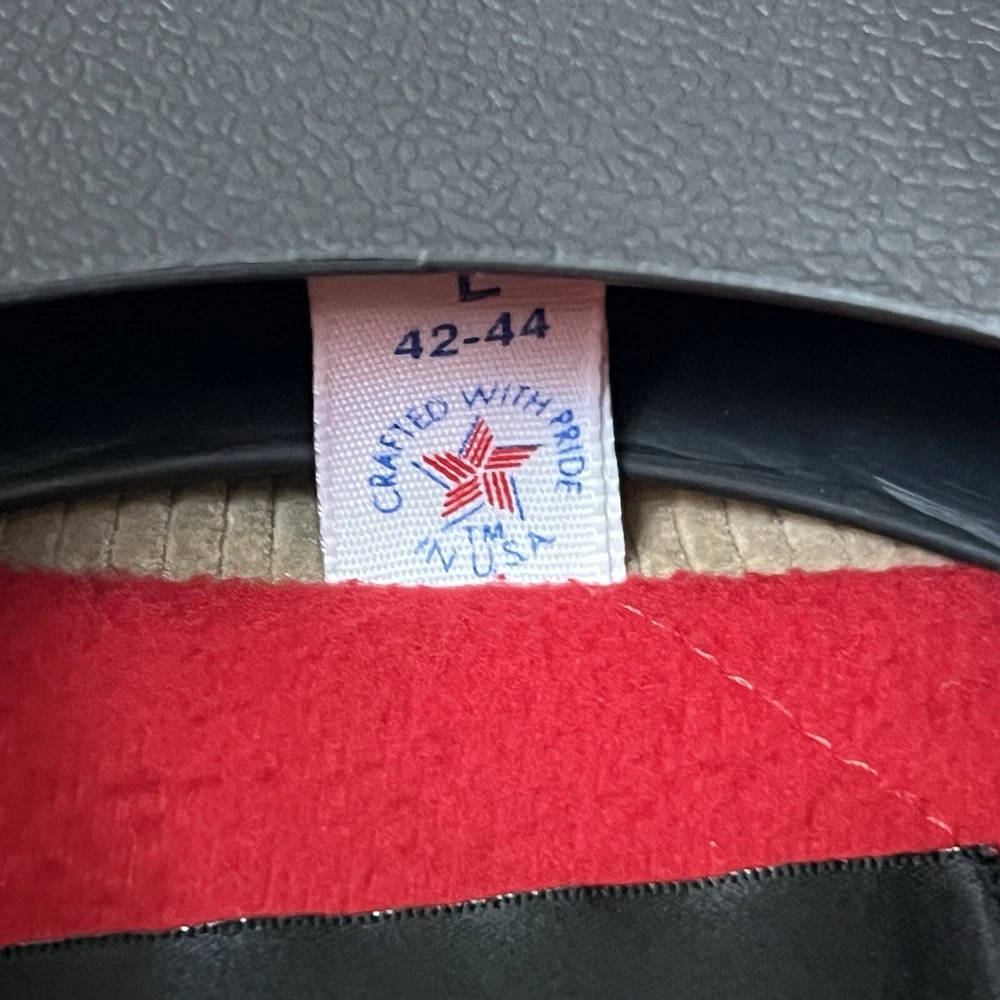 L
42-44
CRAFTED WITH PRIDE
TM
IN U.S.A